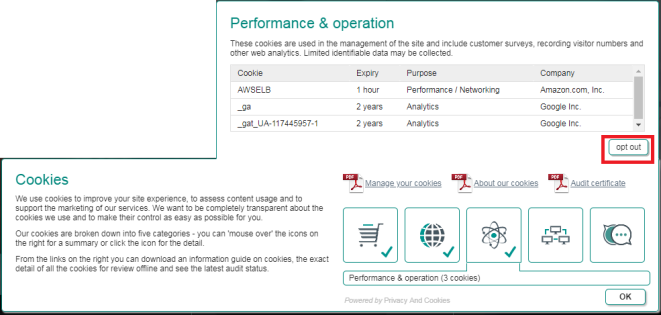 Performance & operation
These cookies are used in the management of the site and include customer surveys, recording visitor numbers and
other web analytics. Limited identifiable data may be collected.
Cookie Expiry Purpose Company
AWSELB 1 hour Performance / Networking Amazon.com, Inc.
_ga 2 years Analytics Google Inc.
_gat_UA-117445957-1 2 years Analytics Google Inc.
opt out
Cookies
We use cookies to improve your site experience, to assess content usage and to
support the marketing of our services. We want to be completely transparent about the
cookies we use and to make their control as easy as possible for you.
Our cookies are broken down into five categories - you can 'mouse over' the icons on
the right for a summary or click the icon for the detail.
From the links on the right you can download an information guide on cookies, the exact
detail of all the cookies for review offline and see the latest audit status.
PDF Manage your cookies PDF About our cookies PDF Audit certificate
Performance & operation (3 cookies)
Powered by Privacy And Cookies
OK